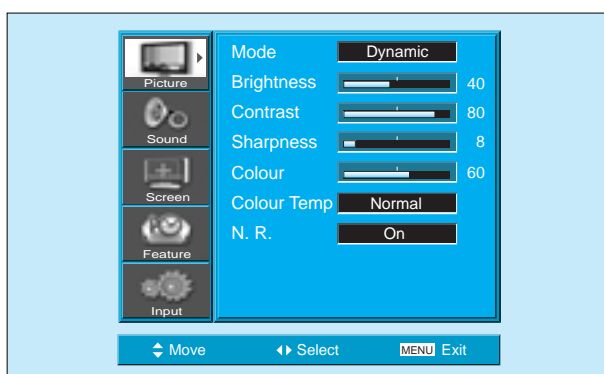 Picture
Sound
Screen
Feature
Input
Mode Dynamic
Brightness 40
Contrast 80
Sharpness 8
Colour 60
Colour Temp Normal
N. R. On
Move Select MENU Exit